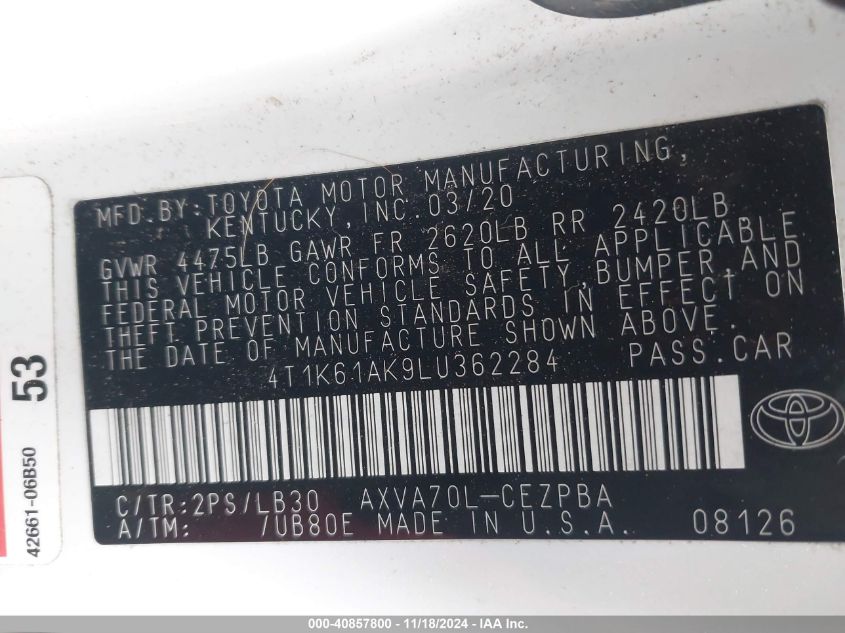 MFD. BY: TOYOTA MOTOR MANUFACTURING,
KENTUCKY, INC. 03/20
GVWR 4475LB GAWR FR 2620LB RR 2420LB
THIS VEHICLE CONFORMS TO ALL APPLICABLE
FEDERAL MOTOR VEHICLE SAFETY, BUMPER, AND
THEFT PREVENTION STANDARDS IN EFFECT ON
THE DATE OF MANUFACTURE SHOWN ABOVE.
4T1K61AK9LU362284 PASS. CAR
C/TR: 2PS/LB30 AXVA70L-CEZPBA
A/TM: /UB80E MADE IN U.S.A. 08126
53
42661-06B50
000-40857800 - 11/18/2024 - IAA Inc.